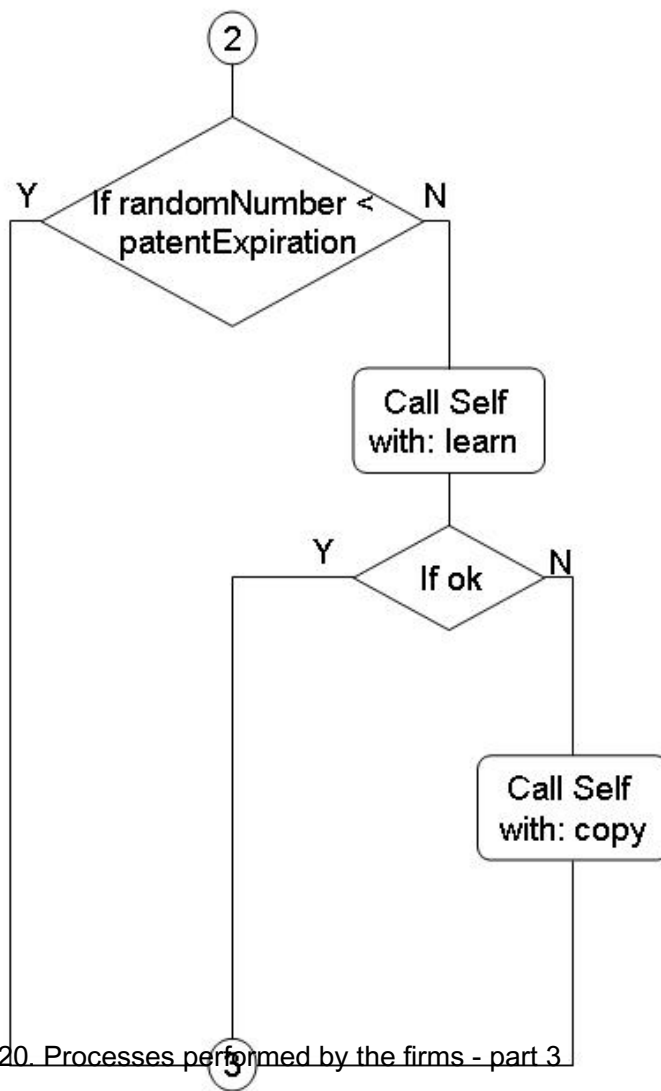 2
Y
N
If randomNumber <
patentExpiration
Call Self
with: learn
Y
N
If ok
Call Self
with: copy
20. Processes performed by the firms - part 3
3